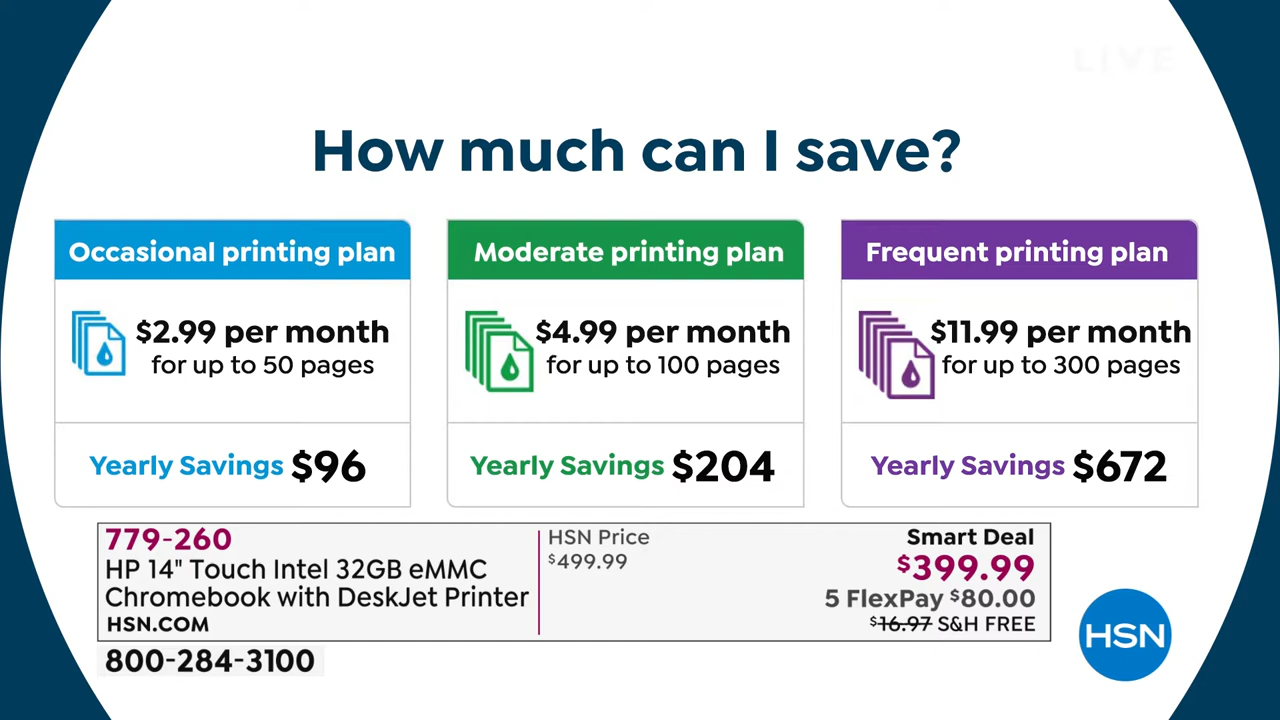 LIVE
How much can I save?
Occasional printing plan
$2.99 per month
for up to 50 pages
Yearly Savings $96
Moderate printing plan
$4.99 per month
for up to 100 pages
Yearly Savings $204
Frequent printing plan
$11.99 per month
for up to 300 pages
Yearly Savings $672
779-260
HP 14" Touch Intel 32GB eMMC
Chromebook with DeskJet Printer
HSN.COM
HSN Price
$499.99
Smart Deal
$399.99
5 FlexPay $80.00
$16.97 S&H FREE
800-284-3100
HSN